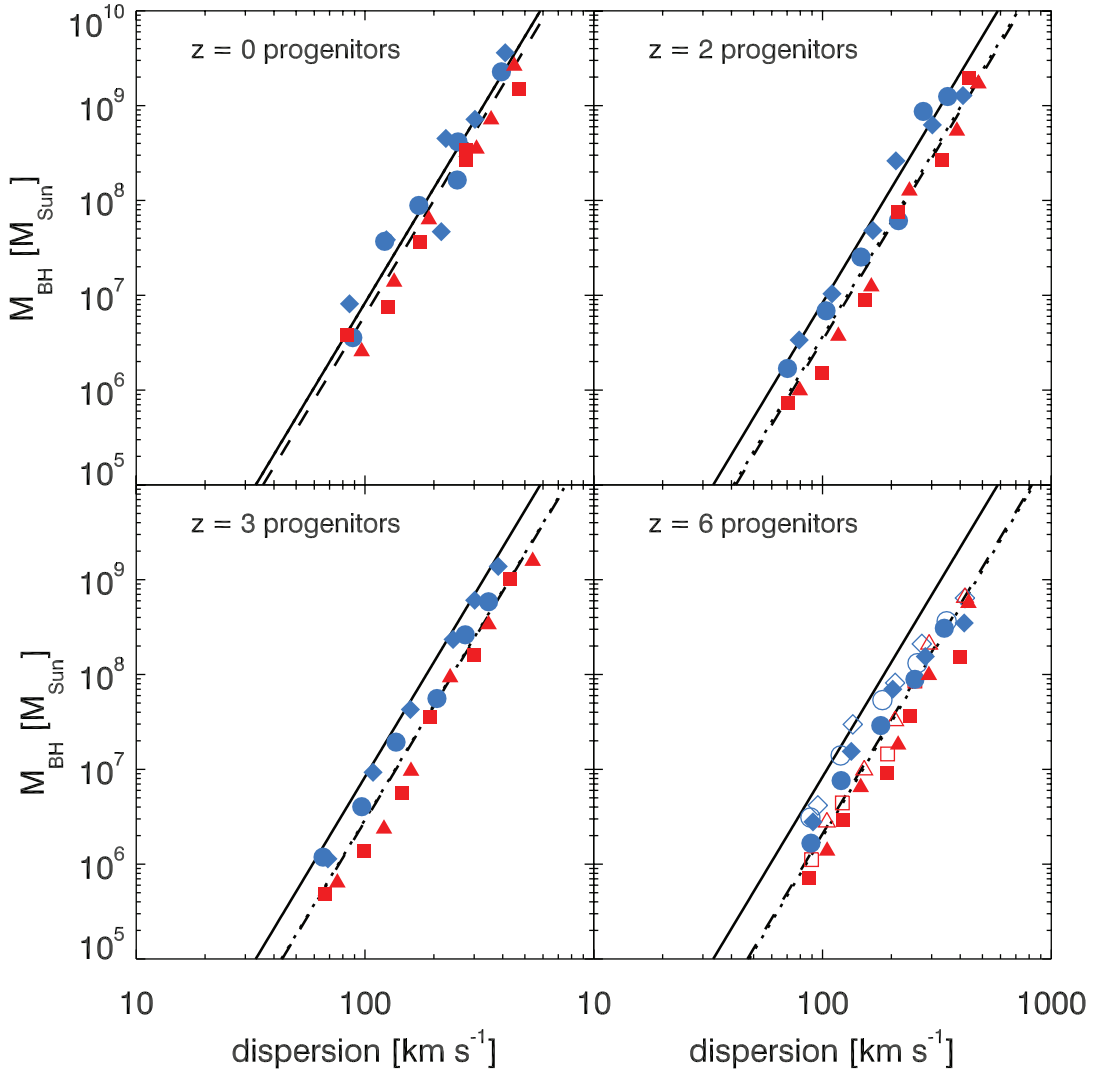 10^10
z = 0 progenitors
z = 2 progenitors
10^9
10^8
M_BH [M_Sun]
10^7
10^6
10^5
z = 3 progenitors
z = 6 progenitors
10^9
10^8
M_BH [M_Sun]
10^7
10^6
10^5
10 100 10 100 1000
dispersion [km s^-1] dispersion [km s^-1]